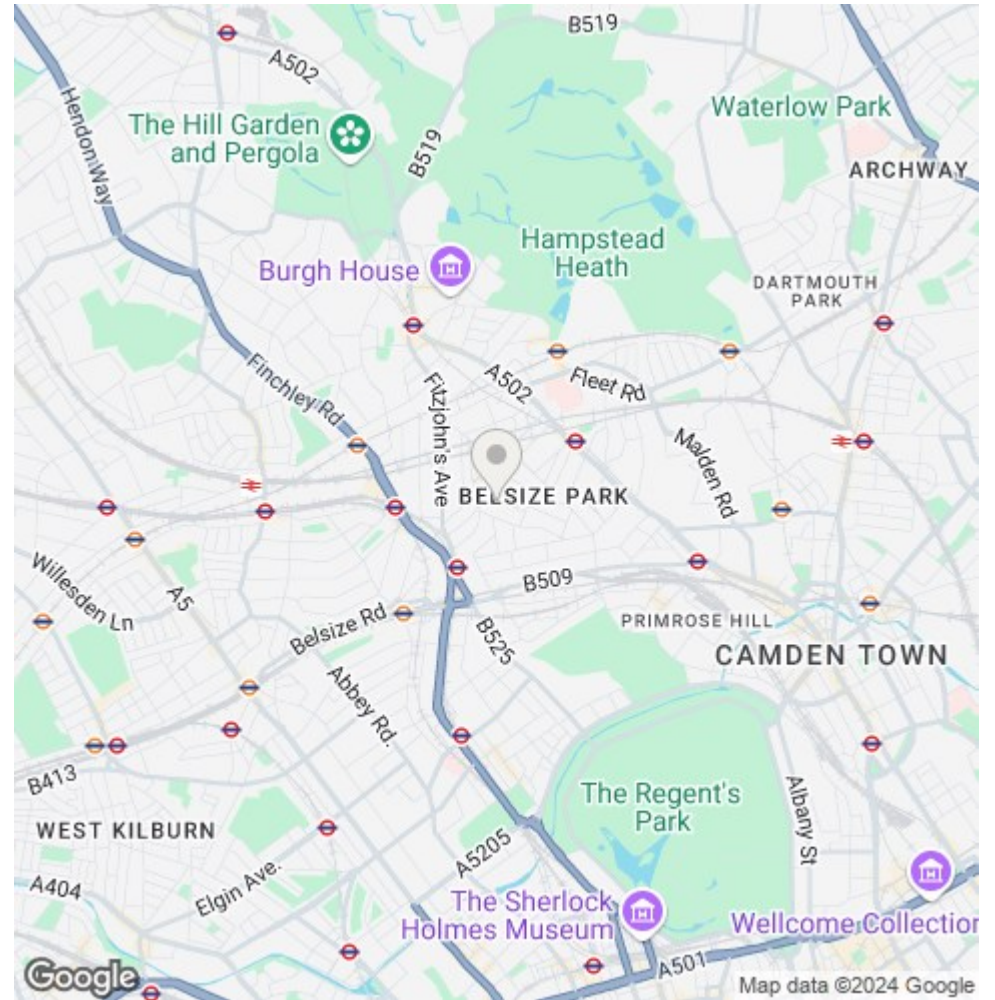 B519
A502
Hendon Way
Waterlow Park
The Hill Garden
and Pergola
B519
ARCHWAY
Hampstead
Heath
Burgh House
DARTMOUTH
PARK
Finchley Rd
A502
Fleet Rd
Fitzjohn's Ave
Malden Rd
BELSIZE PARK
Willesden Ln
A5
B509
Belsize Rd
B525
PRIMROSE HILL
CAMDEN TOWN
Abbey Rd.
B413
The Regent's
Park
Albany St
WEST KILBURN
A5205
Elgin Ave.
A404
The Sherlock
Holmes Museum
Wellcome Collection
A501
Google
Map data ©2024 Google